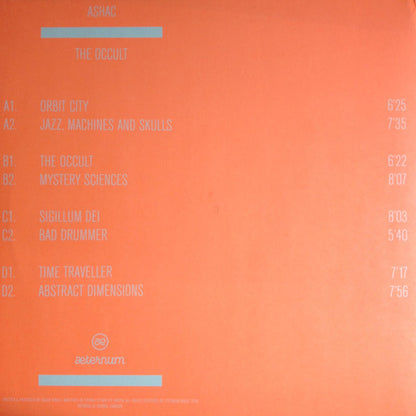 ASHAC
THE OCCULT
A1. ORBIT CITY 6'25
A2. JAZZ, MACHINES AND SKULLS 7'35
B1. THE OCCULT 6'22
B2. MYSTERY SCIENCES 8'07
C1. SIGILLUM DEI 8'03
C2. BAD DRUMMER 5'40
D1. TIME TRAVELLER 7'17
D2. ABSTRACT DIMENSIONS 7'56
æ
æternum